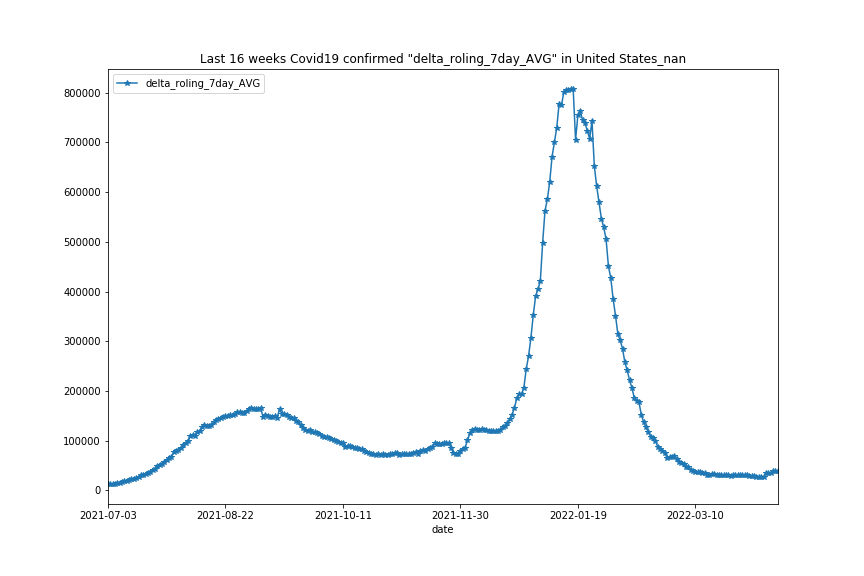 Last 16 weeks Covid19 confirmed "delta_roling_7day_AVG" in United States_nan
delta_roling_7day_AVG
800000
700000
600000
500000
400000
300000
200000
100000
0
2021-07-03 2021-08-22 2021-10-11 2021-11-30 2022-01-19 2022-03-10
date